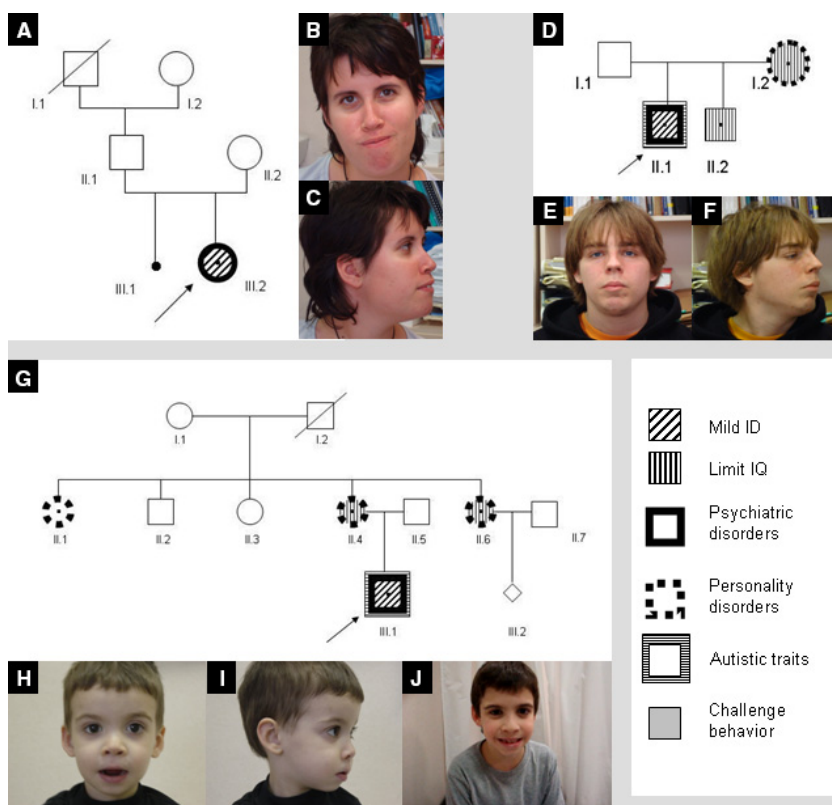 A
B
D
I.1
I.2
I.1
I.2
II.1
II.2
II.1
II.2
C
E
F
III.1
III.2
G
I.1
I.2
II.1
II.2
II.3
II.4
II.5
II.6
II.7
III.1
III.2
Mild ID
Limit IQ
Psychiatric
disorders
Personality
disorders
Autistic traits
Challenge
behavior
H
I
J